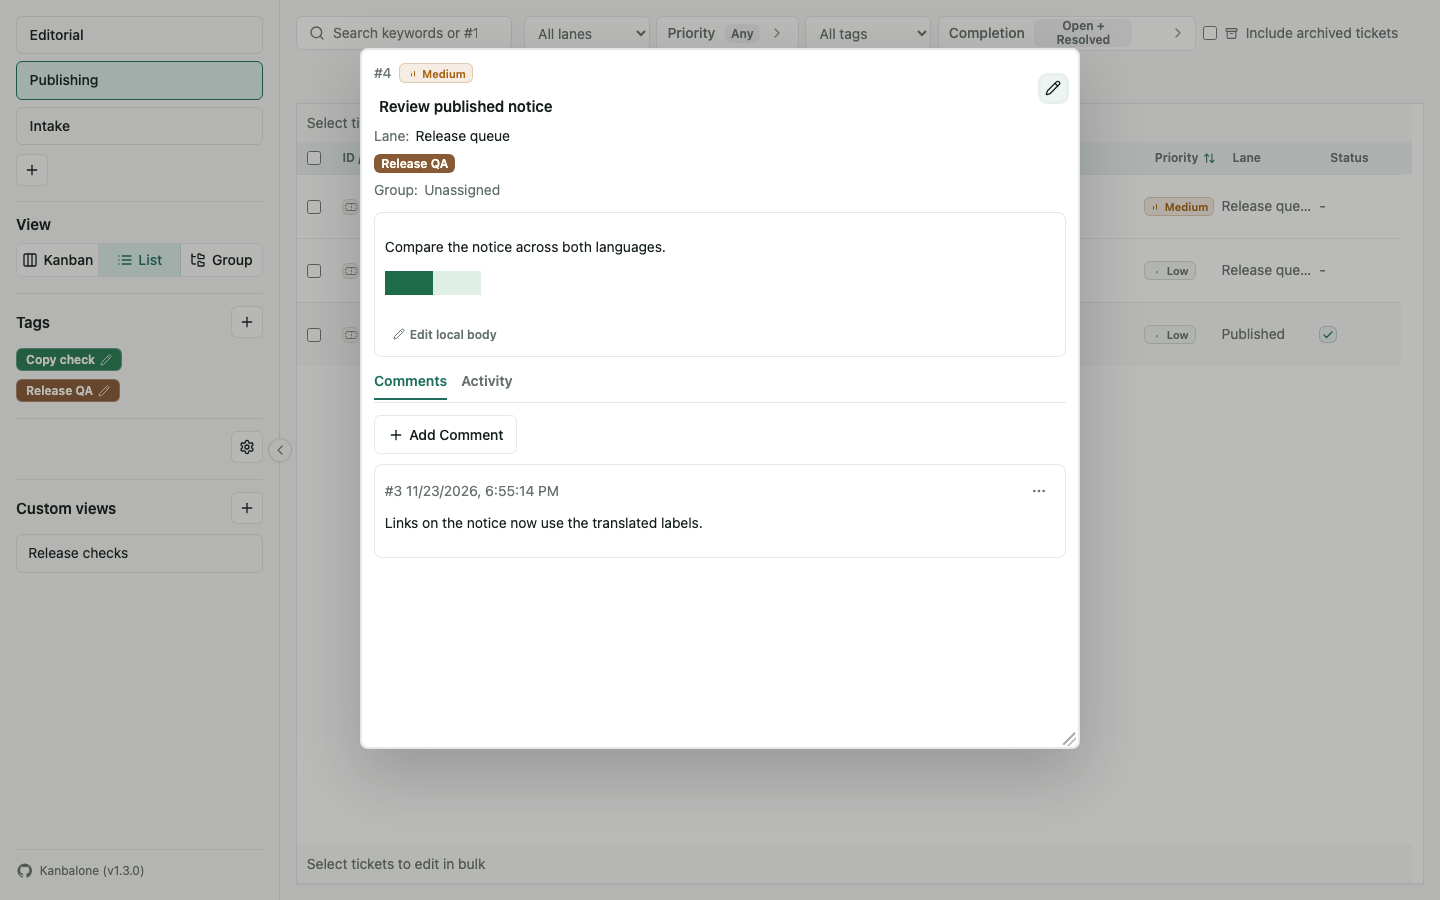 Editorial
Publishing
Intake
View
Kanban
List
Group
Tags
Copy check
Release QA
Custom views
Release checks
Kanbalone (v1.3.0)
Search keywords or #1
All lanes
Priority Any
All tags
Completion Open + Resolved
Include archived tickets
Select ti
ID
Priority
Lane
Status
Medium Release que... -
Low Release que... -
Low Published
Select tickets to edit in bulk
#4 Medium
Review published notice
Lane: Release queue
Release QA
Group: Unassigned
Compare the notice across both languages.
Edit local body
Comments
Activity
Add Comment
#3 11/23/2026, 6:55:14 PM
Links on the notice now use the translated labels.